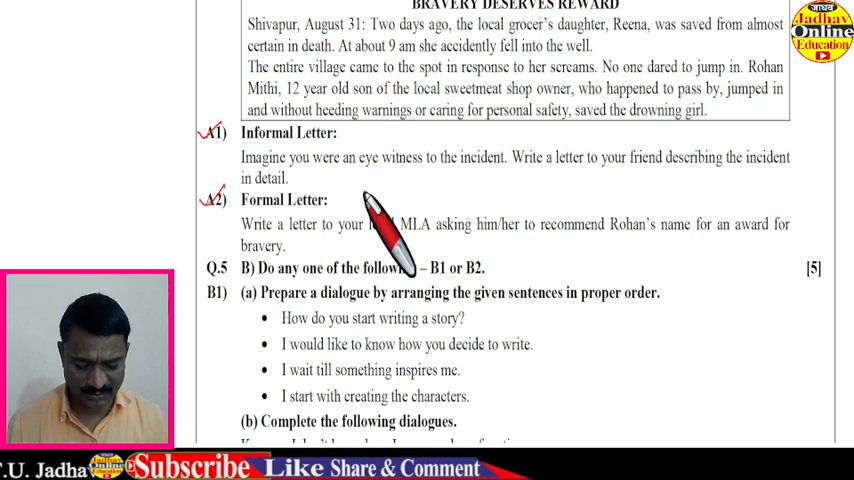 BRAVERY DESERVES REWARD
Shivapur, August 31: Two days ago, the local grocer's daughter, Reena, was saved from almost
certain in death. At about 9 am she accidently fell into the well.
The entire village came to the spot in response to her screams. No one dared to jump in. Rohan
Mithi, 12 year old son of the local sweetmeat shop owner, who happened to pass by, jumped in
and without heeding warnings or caring for personal safety, saved the drowning girl.
A1) Informal Letter:
Imagine you were an eye witness to the incident. Write a letter to your friend describing the incident
in detail.
A2) Formal Letter:
Write a letter to your MLA asking him/her to recommend Rohan's name for an award for
bravery.
Q.5 B) Do any one of the followi – B1 or B2. [5]
B1) (a) Prepare a dialogue by arranging the given sentences in proper order.
• How do you start writing a story?
• I would like to know how you decide to write.
• I wait till something inspires me.
• I start with creating the characters.
(b) Complete the following dialogues.
जाधव
Jadhav
Online
Education
T.U. Jadha
Online
Education
Subscribe Like Share & Comment